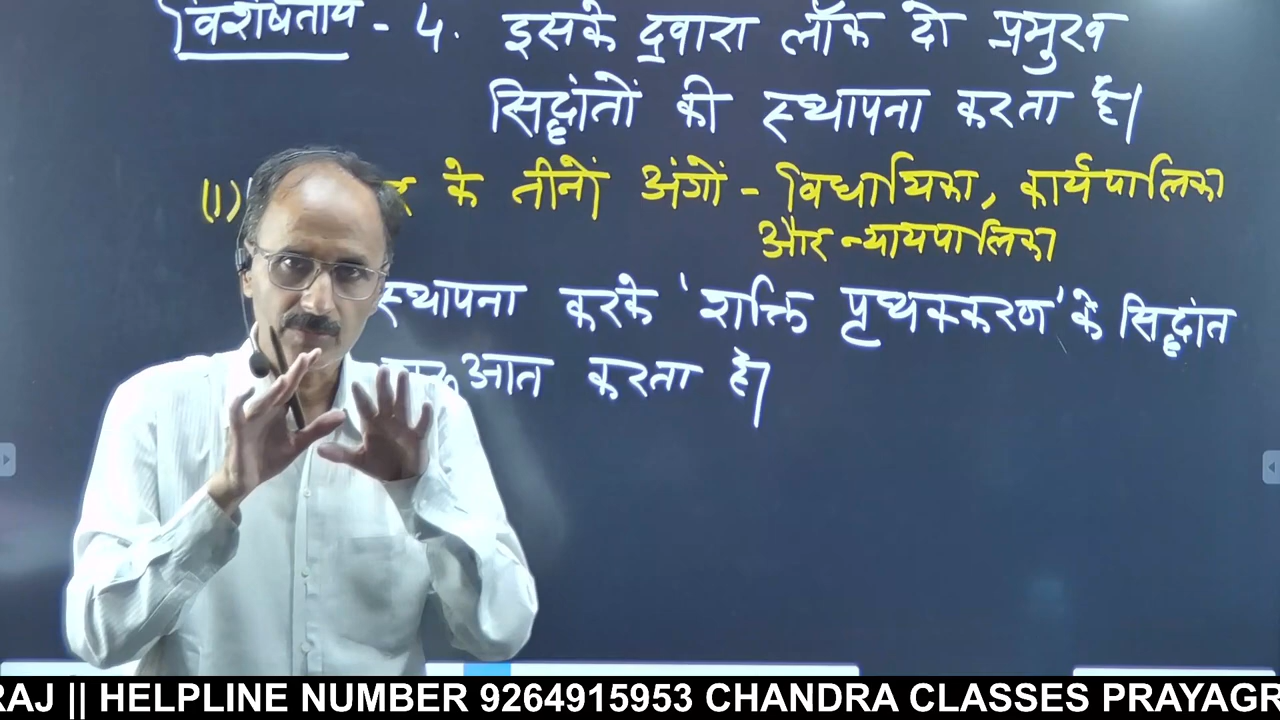 विशेषतायें - 4. इसके द्वारा लॉक दो प्रमुख
सिद्धांतों की स्थापना करता है।
(1) के तीनों अंगों - विधायिका, कार्यपालिका
और न्यायपालिका
स्थापना करके 'शक्ति पृथक्करण' के सिद्धांत
करता है।
RAJ || HELPLINE NUMBER 9264915953 CHANDRA CLASSES PRAYAGR